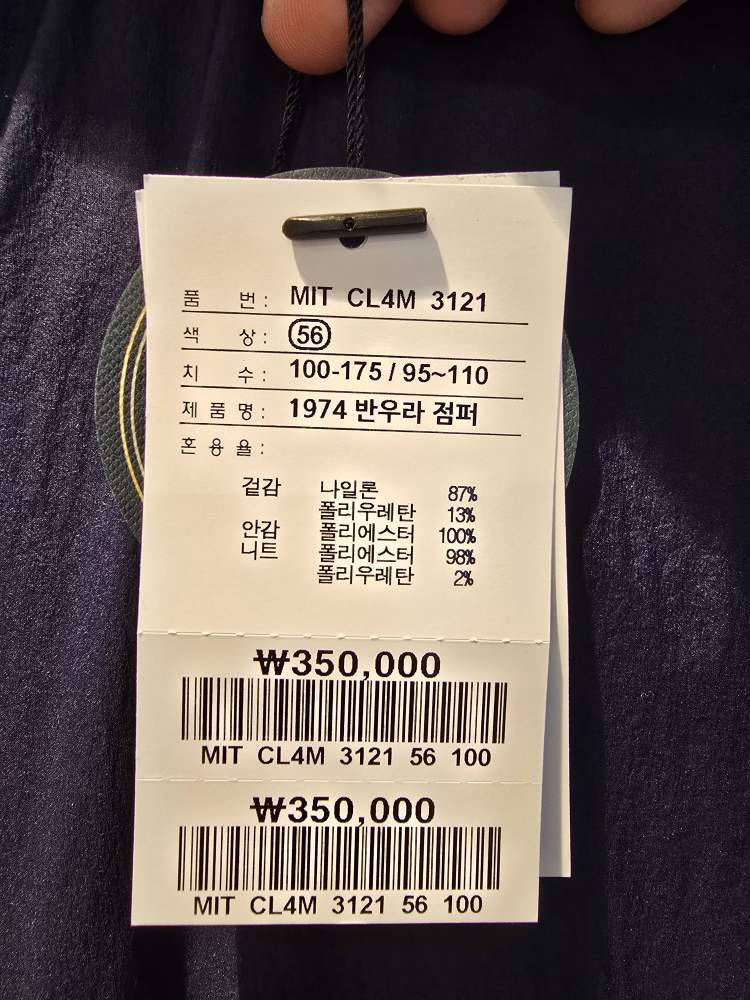 품 번 : MIT CL4M 3121
색 상 : 56
치 수 : 100-175 / 95~110
제 품 명 : 1974 반우라 점퍼
혼 용 율 :
겉감 나일론 87%
폴리우레탄 13%
안감 폴리에스터 100%
니트 폴리에스터 98%
폴리우레탄 2%
₩350,000
MIT CL4M 3121 56 100
₩350,000
MIT CL4M 3121 56 100